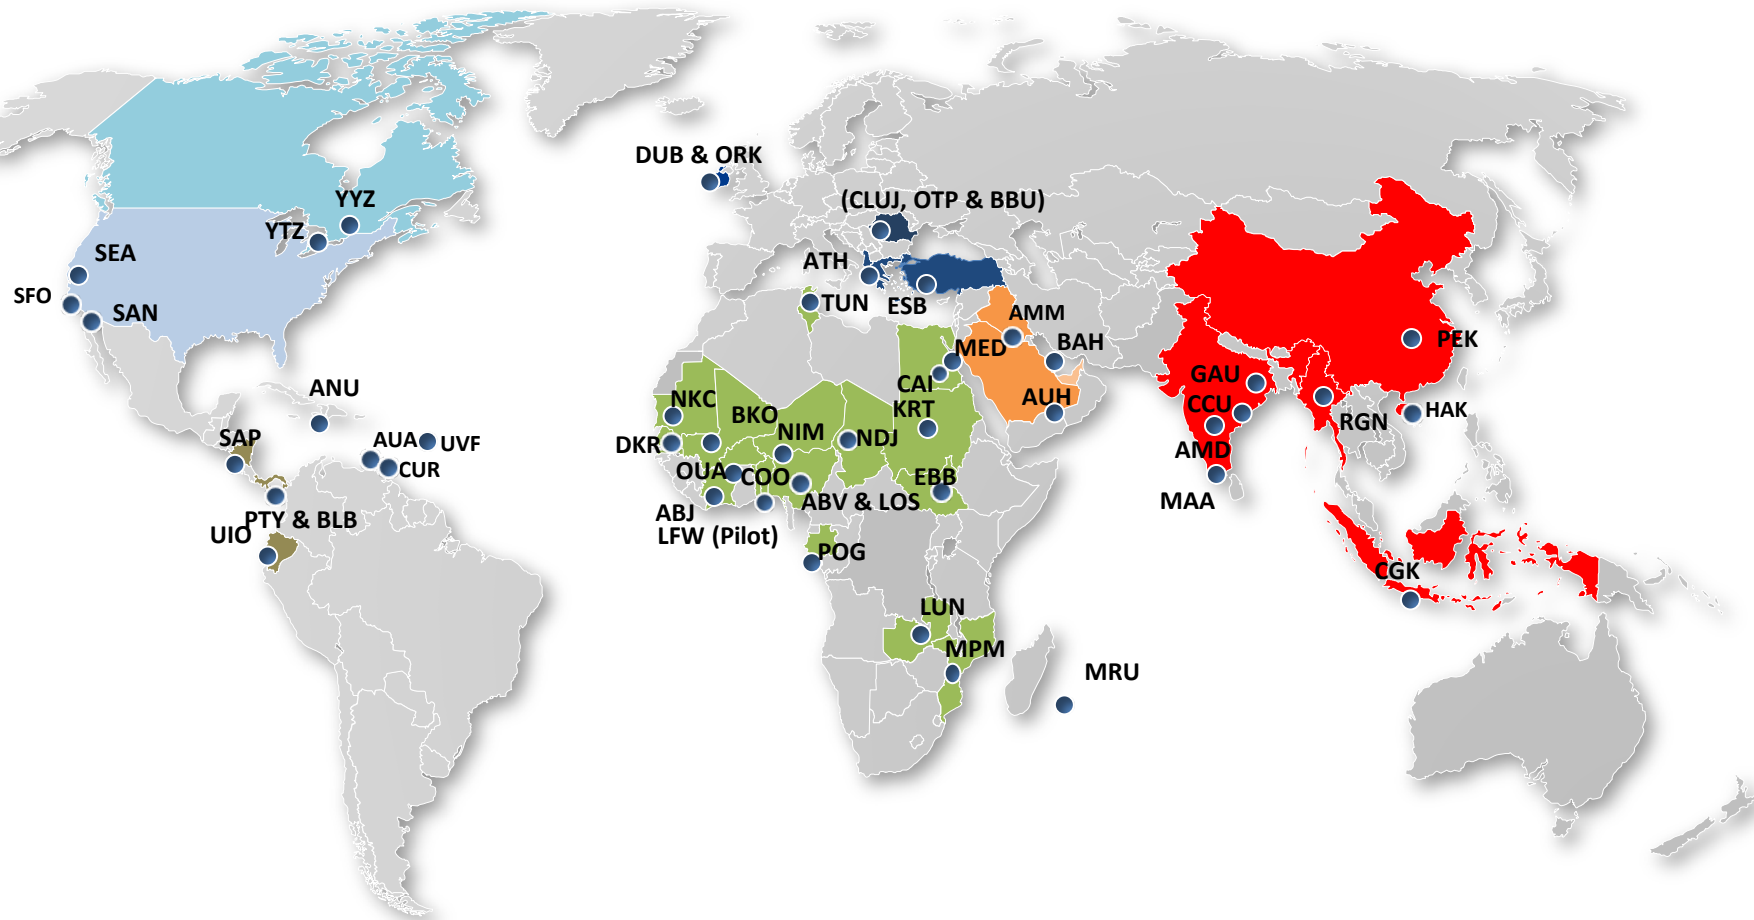 DUB & ORK
YYZ
(CLUJ, OTP & BBU)
YTZ
SEA
ATH
SFO
SAN
TUN
ESB
AMM
BAH
MED
PEK
GAU
CAI
ANU
NKC
BKO
KRT
AUH
CCU
HAK
RGN
SAP
AUA
UVF
DKR
NIM
NDJ
AMD
CUR
OUA
COO
EBB
MAA
ABV & LOS
ABJ
PTY & BLB
UIO
LFW (Pilot)
POG
CGK
LUN
MPM
MRU